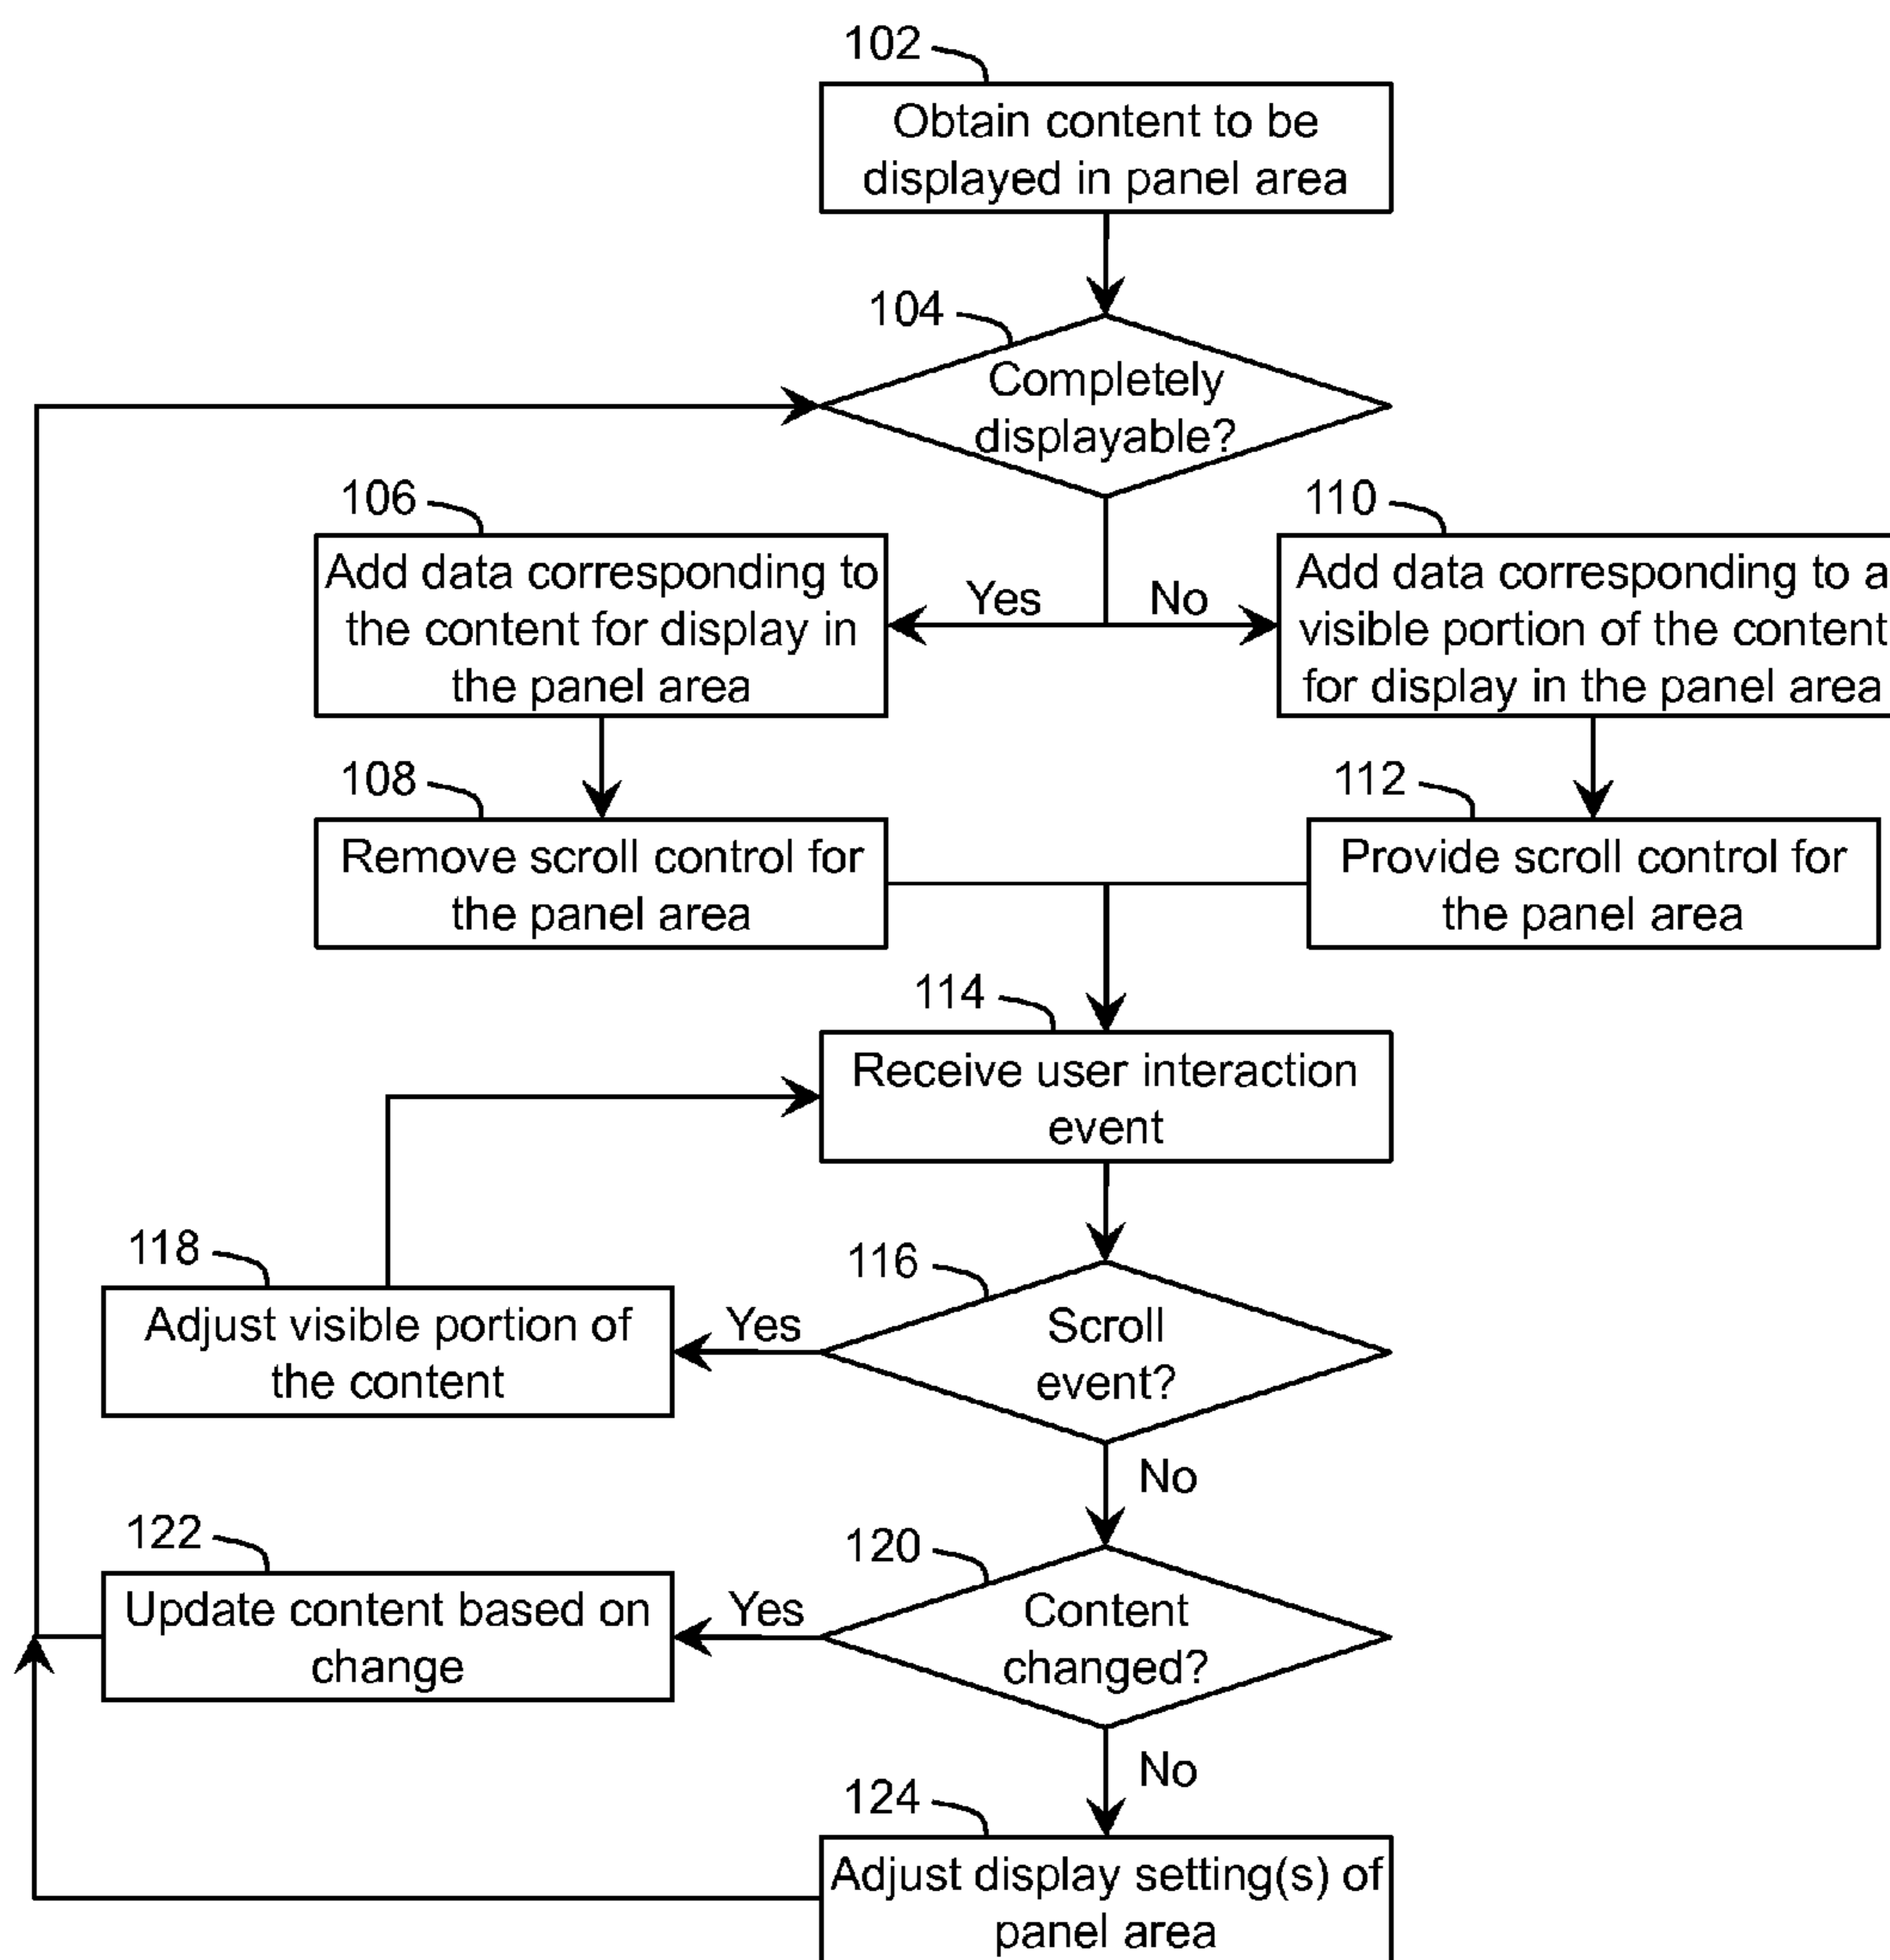 102
Obtain content to be
displayed in panel area
104
Completely
displayable?
106
110
Add data corresponding to
the content for display in
the panel area
Yes
No
Add data corresponding to a
visible portion of the content
for display in the panel area
108
112
Remove scroll control for
the panel area
Provide scroll control for
the panel area
114
Receive user interaction
event
118
116
Adjust visible portion of
the content
Yes
Scroll
event?
No
122
120
Update content based on
change
Yes
Content
changed?
No
124
Adjust display setting(s) of
panel area